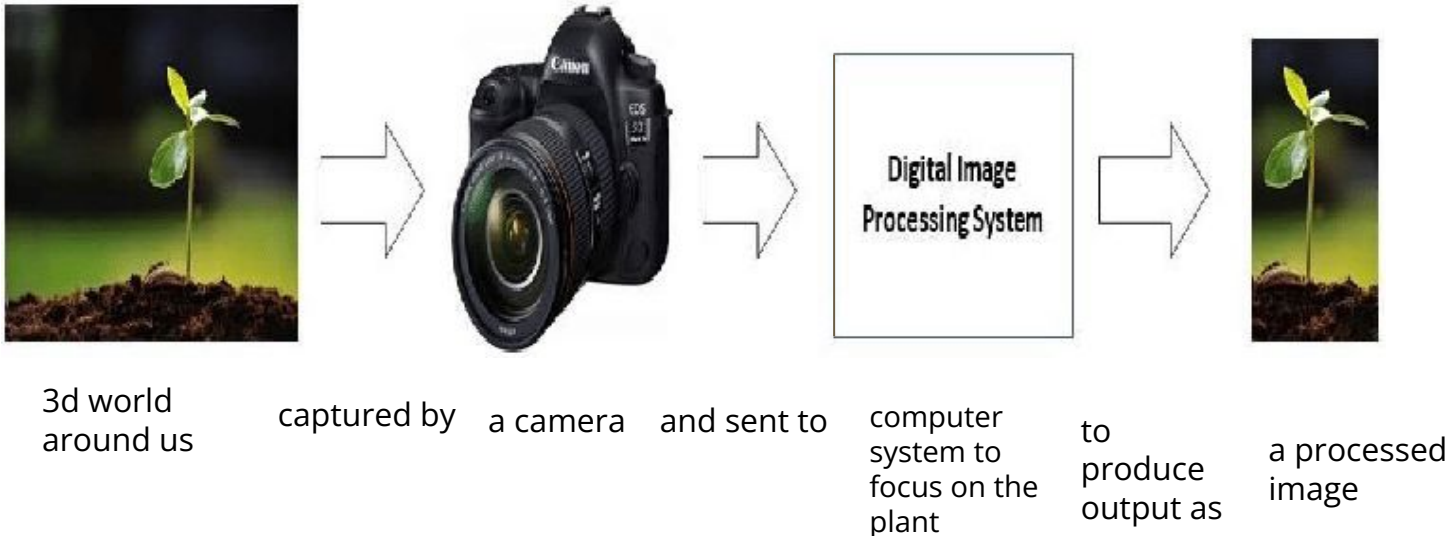 Canon
EOS
Digital Image
Processing System
3d world
around us
captured by
a camera
and sent to
computer
system to
focus on the
plant
to
produce
output as
a processed
image